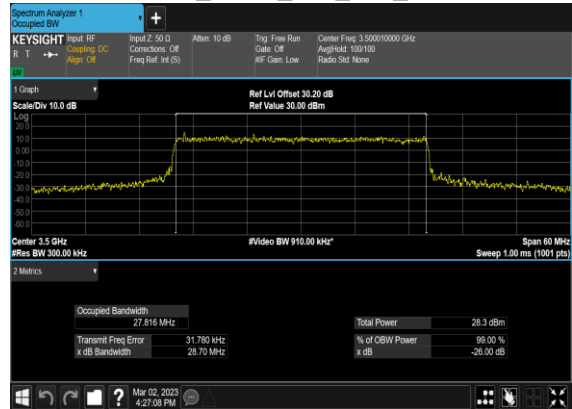 Spectrum Analyzer 1
Occupied BW
+
KEYSIGHT
R T
LW
Input: RF
Coupling: DC
Align: Off
Input Z: 50 Ω
Corrections: Off
Freq Ref: Int (S)
Atten: 10 dB
Trig: Free Run
Gate: Off
#IF Gain: Low
Center Freq: 3.500010000 GHz
Avg|Hold: 100/100
Radio Std: None
1 Graph
Scale/Div 10.0 dB
Ref Lvl Offset 30.20 dB
Ref Value 30.00 dBm
Log
20.0
10.0
0.00
-10.0
-20.0
-30.0
-40.0
-50.0
-60.0
Center 3.5 GHz
#Res BW 300.00 kHz
#Video BW 910.00 kHz*
Span 60 MHz
Sweep 1.00 ms (1001 pts)
2 Metrics
Occupied Bandwidth
27.816 MHz
Transmit Freq Error 31.780 kHz
x dB Bandwidth 28.70 MHz
Total Power 28.3 dBm
% of OBW Power 99.00 %
x dB -26.00 dB
?
Mar 02, 2023
4:27:08 PM